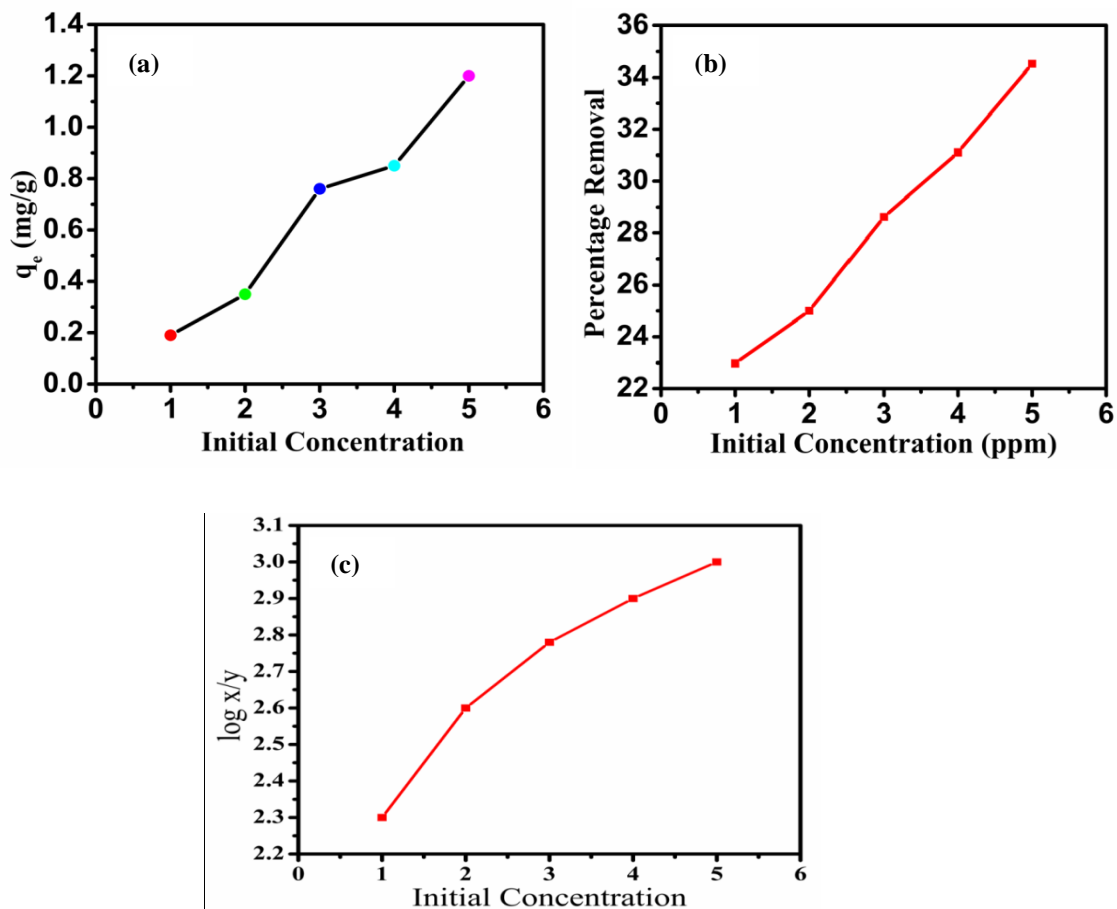 (a)
q_e (mg/g)
1.4
1.2
1.0
0.8
0.6
0.4
0.2
0.0
0 1 2 3 4 5 6
Initial Concentration
(b)
Percentage Removal
36
34
32
30
28
26
24
22
0 1 2 3 4 5 6
Initial Concentration (ppm)
(c)
log x/y
3.1
3.0
2.9
2.8
2.7
2.6
2.5
2.4
2.3
2.2
0 1 2 3 4 5 6
Initial Concentration